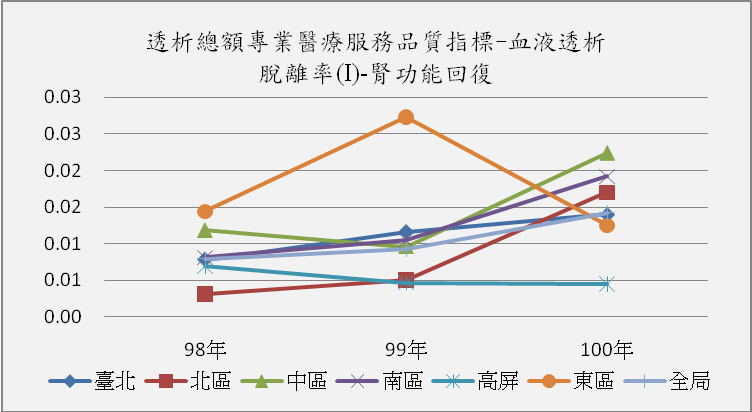 透析總額專業醫療服務品質指標-血液透析
脫離率(I)-腎功能回復
0.03
0.03
0.02
0.02
0.01
0.01
0.00
98年 99年 100年
臺北 北區 中區 南區 高屏 東區 全局